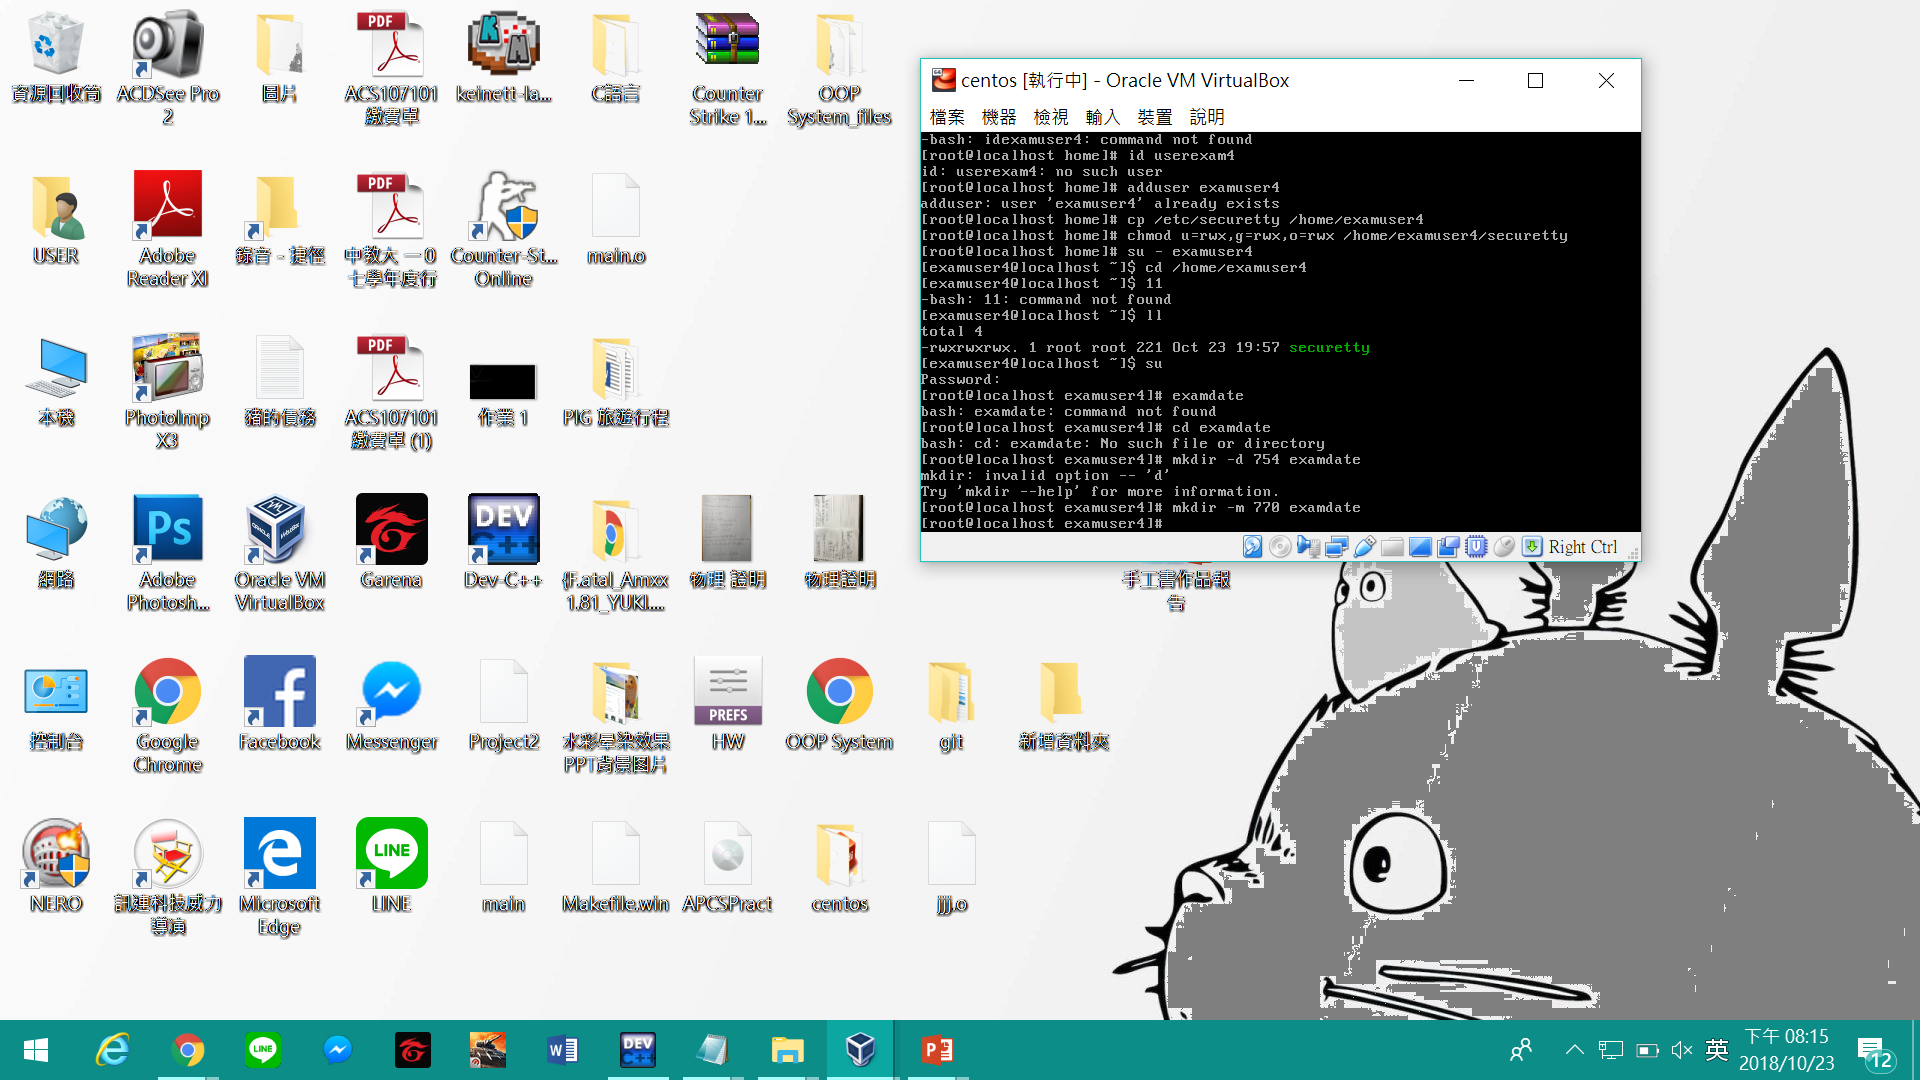 資源回收筒
ACDSee Pro
2
圖片
PDF
ACS107101
繳費單
keinett-la...
C語言
Counter
Strike 1....
OOP
System_files
USER
Adobe
Reader XI
錄音 - 捷徑
PDF
中教大 一 0
七學年度行
Counter-St...
Online
main.o
本機
PhotoImp
X3
豬的債務
PDF
ACS107101
繳費單 (1)
作業 1
PIG 旅遊行程
網路
Ps
Adobe
Photosh...
Oracle VM
VirtualBox
Garena
DEV
C++
Dev-C++
{F.atal_Amxx
1.81_YUKI....
物理 證明
物理證明
手工書作品報
告
控制台
Google
Chrome
Facebook
Messenger
Project2
水彩暈染效果
PPT背景图片
PREFS
HW
OOP System
git
新增資料夾
NERO
訊連科技威力
導演
Microsoft
Edge
LINE
LINE
main
Makefile.win
APCSPract
centos
jjj.o
centos [執行中] - Oracle VM VirtualBox
檔案 機器 檢視 輸入 裝置 說明
-bash: idexamuser4: command not found
[root@localhost home]# id userexam4
id: userexam4: no such user
[root@localhost home]# adduser examuser4
adduser: user 'examuser4' already exists
[root@localhost home]# cp /etc/securetty /home/examuser4
[root@localhost home]# chmod u=rwx,g=rwx,o=rwx /home/examuser4/securetty
[root@localhost home]# su - examuser4
[examuser4@localhost ~]$ cd /home/examuser4
[examuser4@localhost ~]$ 11
-bash: 11: command not found
[examuser4@localhost ~]$ ll
total 4
-rwxrwxrwx. 1 root root 221 Oct 23 19:57 securetty
[examuser4@localhost ~]$ su
Password:
[root@localhost examuser4]# examdate
bash: examdate: command not found
[root@localhost examuser4]# cd examdate
bash: cd: examdate: No such file or directory
[root@localhost examuser4]# mkdir -d 754 examdate
mkdir: invalid option -- 'd'
Try 'mkdir --help' for more information.
[root@localhost examuser4]# mkdir -m 770 examdate
[root@localhost examuser4]#
Right Ctrl
LINE
DEV
C++
英
下午 08:15
2018/10/23
12